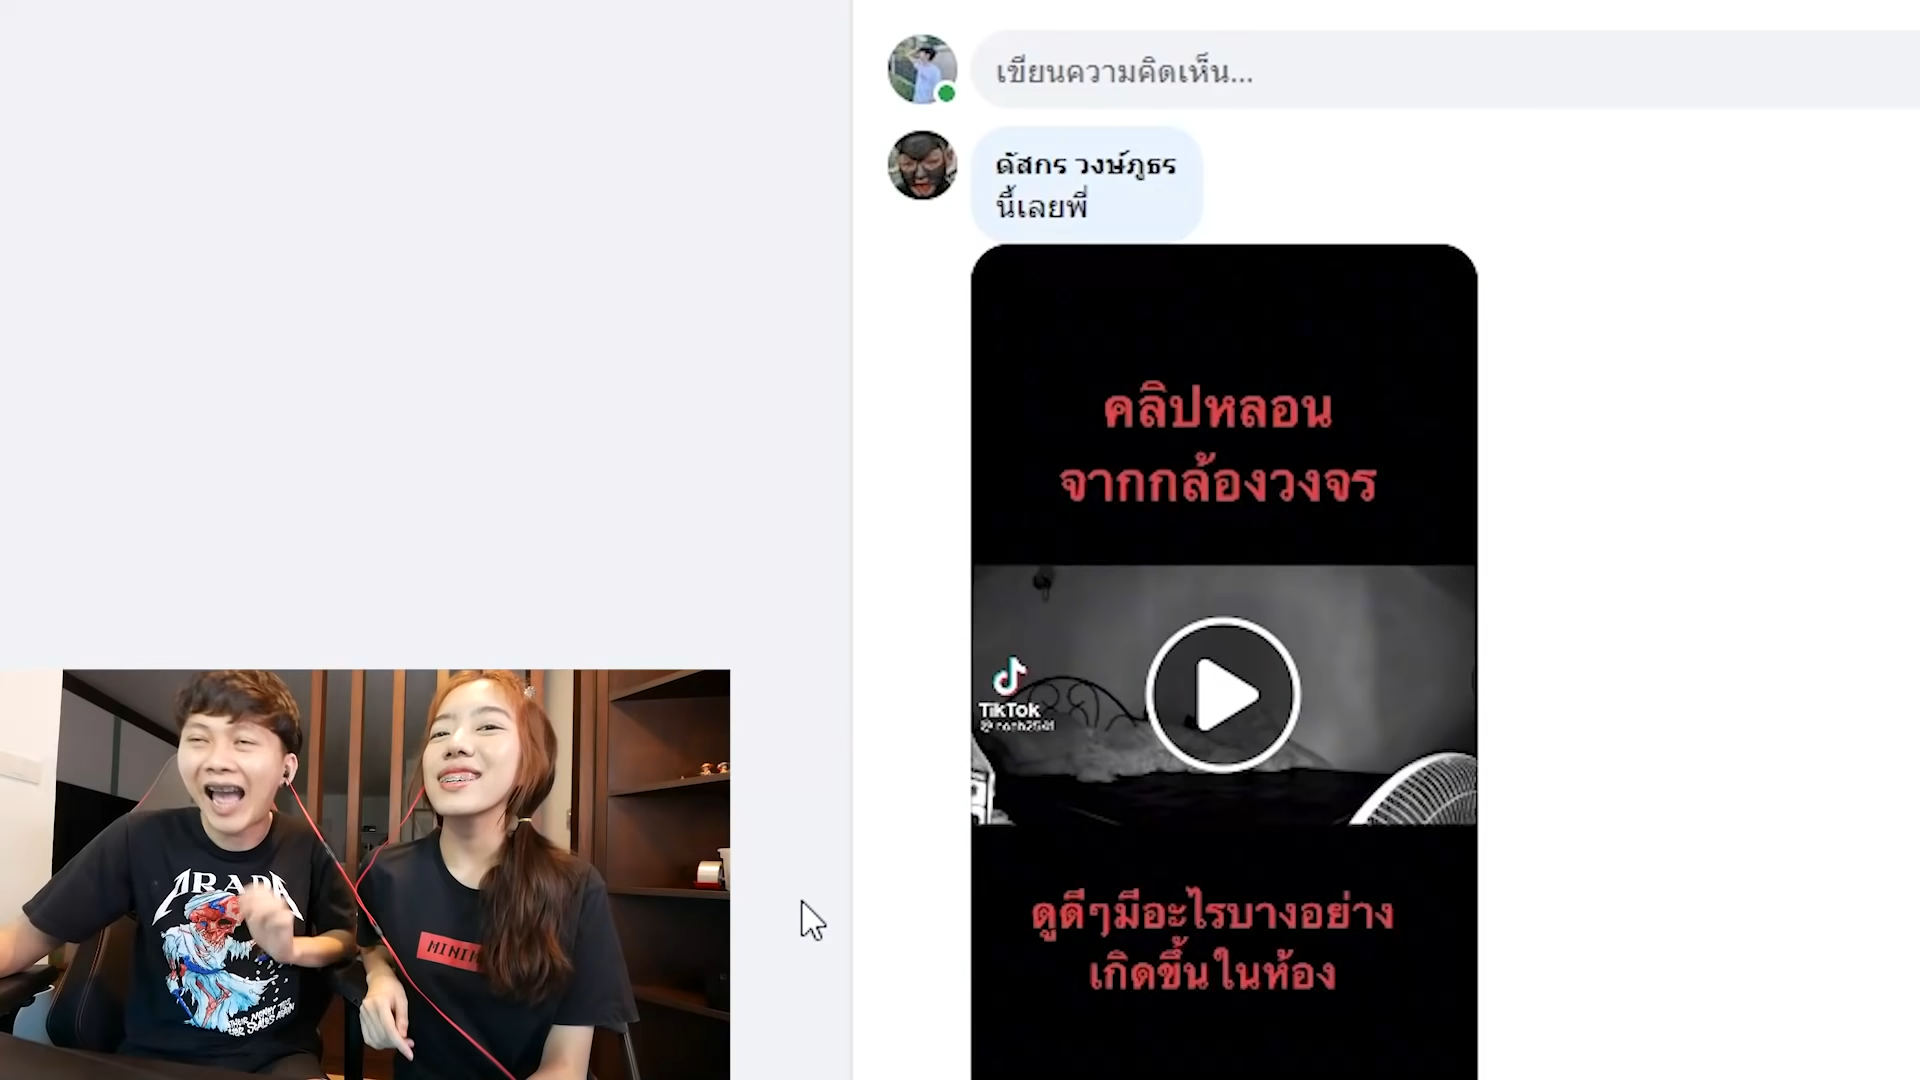 เขียนความคิดเห็น...
ดัสกร วงษ์ภูธร
นี้เลยพี่
คลิปหลอน
จากกล้องวงจร
TikTok
ดูดีๆมีอะไรบางอย่าง
เกิดขึ้นในห้อง